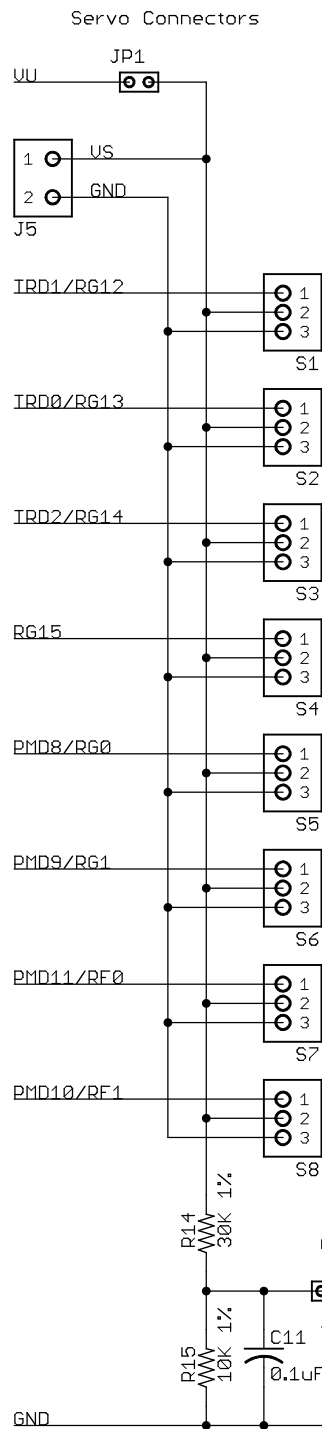 Servo Connectors
JP1
VU
1 VS
2 GND
J5
TRD1/RG12
1
2
3
S1
TRD0/RG13
1
2
3
S2
TRD2/RG14
1
2
3
S3
RG15
1
2
3
S4
PMD8/RG0
1
2
3
S5
PMD9/RG1
1
2
3
S6
PMD11/RF0
1
2
3
S7
PMD10/RF1
1
2
3
S8
R14
30K 1%
R15
10K 1%
C11
0.1uF
GND